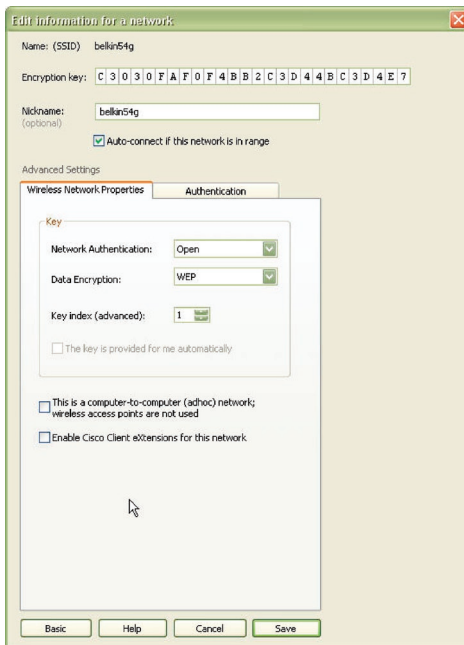 Edit information for a network
Name: (SSID) belkin54g
Encryption key: C 3 0 3 0 F A F 0 F 4 B B 2 C 3 D 4 4 B C 3 D 4 E 7
Nickname: belkin54g
(optional)
Auto-connect if this network is in range
Advanced Settings
Wireless Network Properties Authentication
Key
Network Authentication: Open
Data Encryption: WEP
Key index (advanced): 1
The key is provided for me automatically
This is a computer-to-computer (adhoc) network;
wireless access points are not used
Enable Cisco Client eXtensions for this network
Basic Help Cancel Save